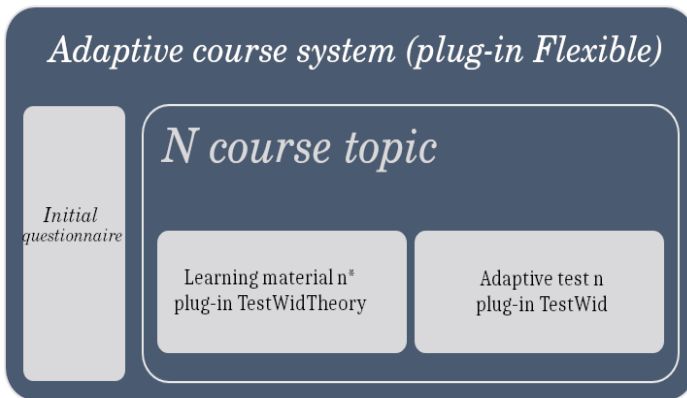 Adaptive course system (plug-in Flexible)
N course topic
Initial
questionnaire
Learning material n*
plug-in TestWidTheory
Adaptive test n
plug-in TestWid